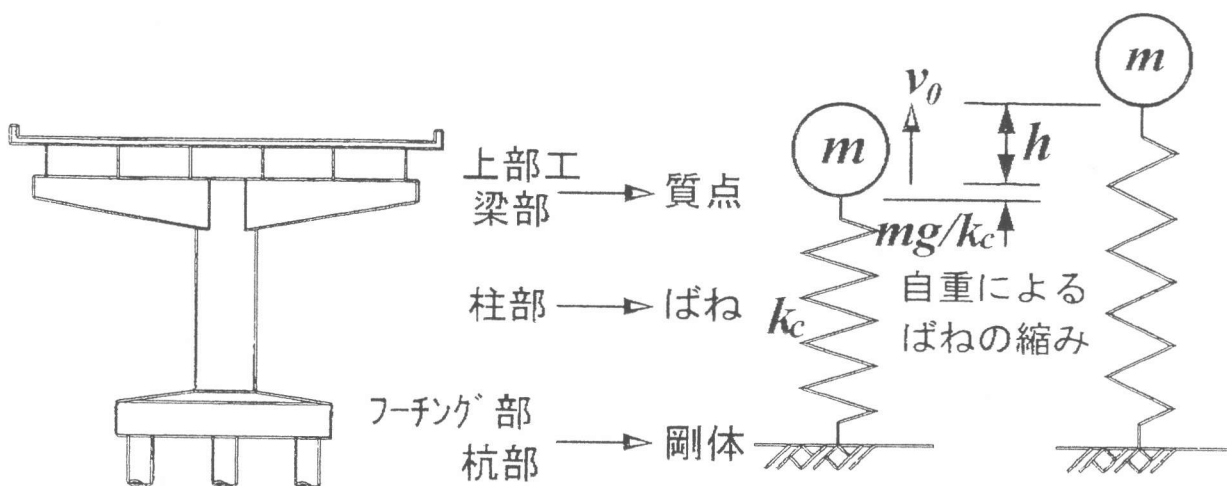 上部工
梁部
質点
柱部
ばね
フーチング部
杭部
剛体
m
v₀
h
mg/kc
自重による
ばねの縮み
kc
m